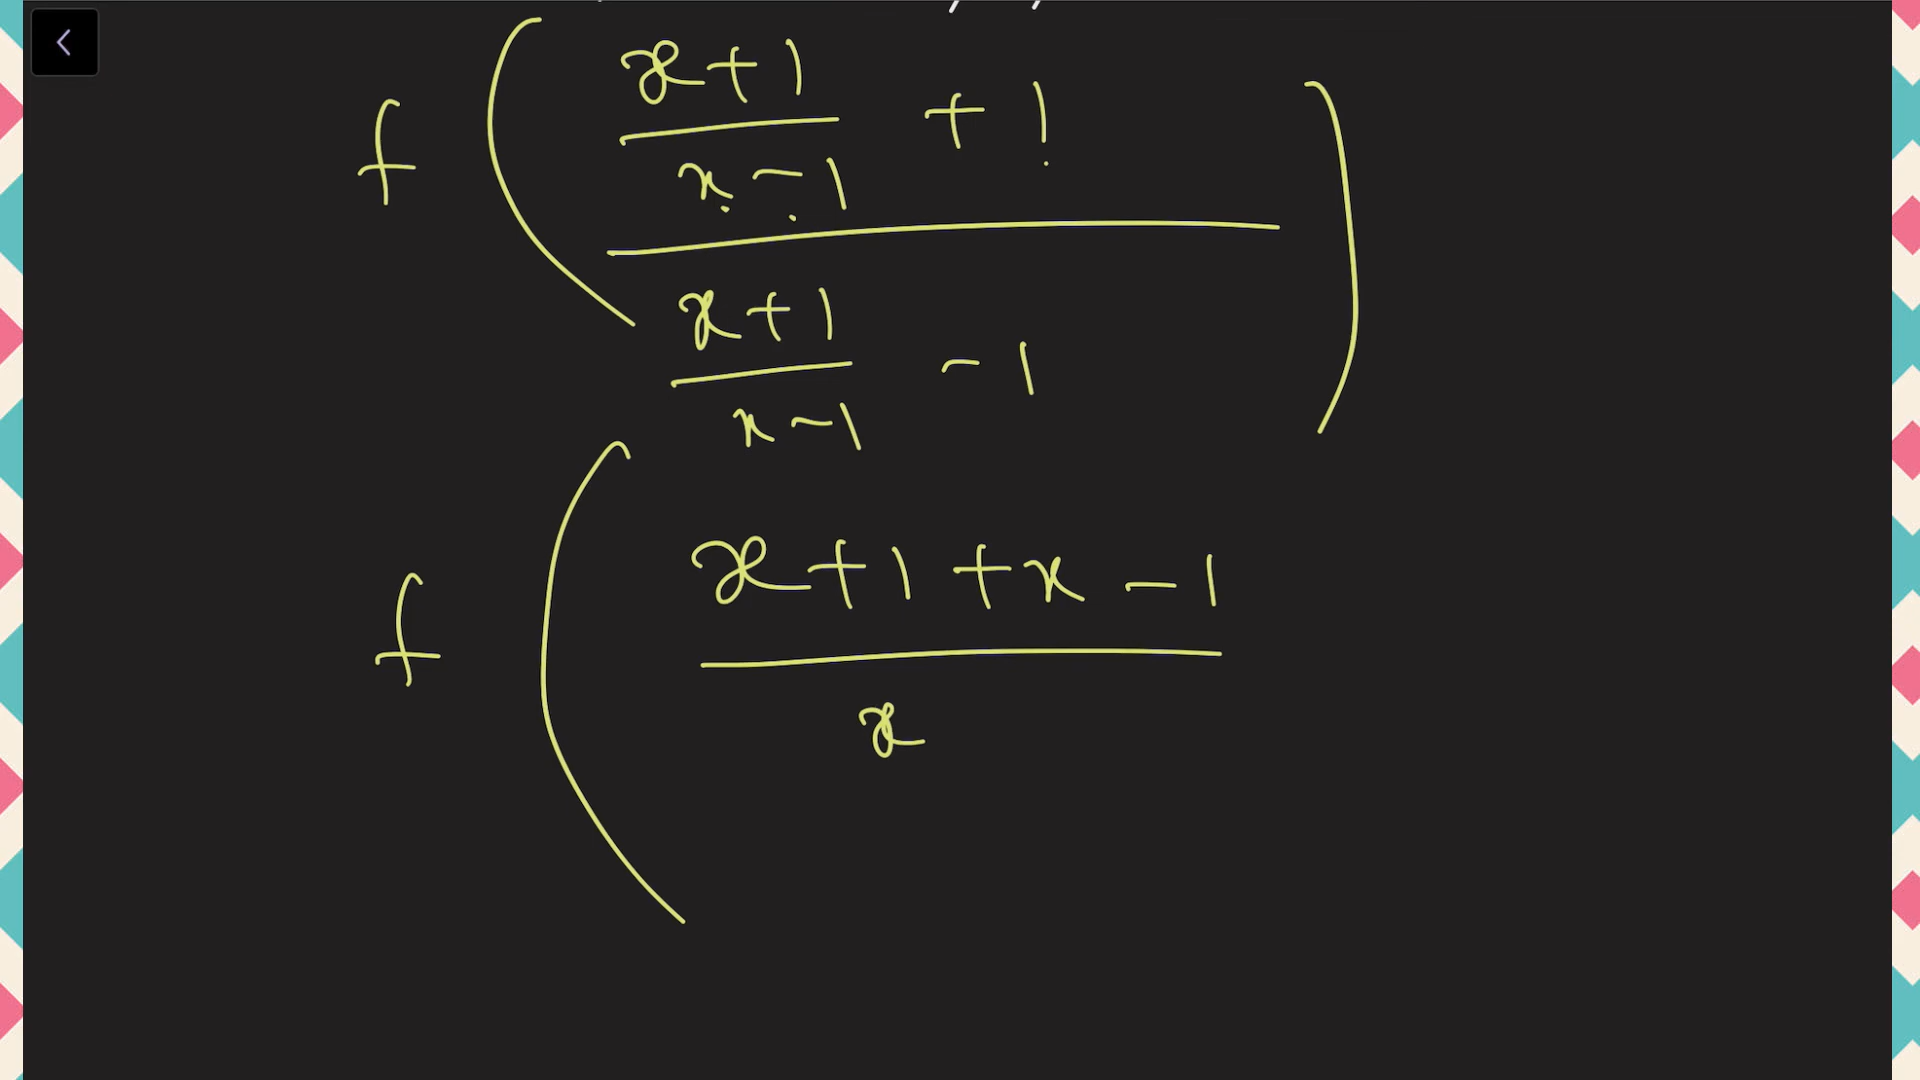 f ( x+1
x-1 + 1
x+1
x-1 - 1 )
f ( x+1+x-1
x